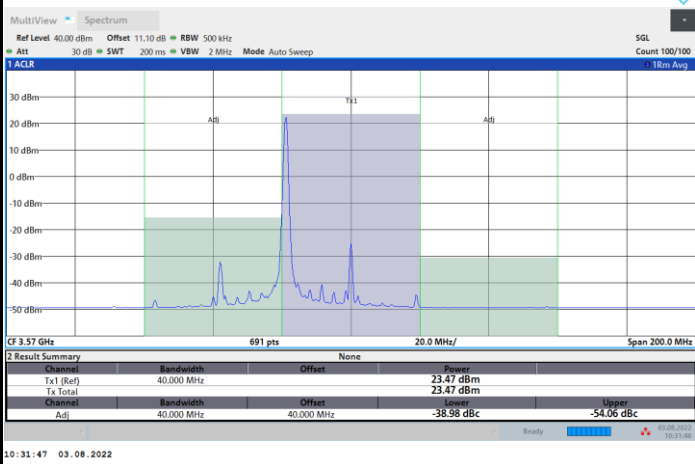 MultiView Spectrum
Ref Level 40.00 dBm Offset 11.10 dB RBW 500 kHz SGL
Att 30 dB SWT 200 ms VBW 2 MHz Mode Auto Sweep Count 100/100
1 ACLR 1Rm Avg
30 dBm
Tx1
20 dBm Adj Adj
10 dBm
0 dBm
-10 dBm
-20 dBm
-30 dBm
-40 dBm
-50 dBm
CF 3.57 GHz 691 pts 20.0 MHz/ Span 200.0 MHz
2 Result Summary None
Channel Bandwidth Offset Power
Tx1 (Ref) 40.000 MHz 23.47 dBm
Tx Total 23.47 dBm
Channel Bandwidth Offset Lower Upper
Adj 40.000 MHz 40.000 MHz -38.98 dBc -54.06 dBc
Ready 03.08.2022
10:31:46
10:31:47 03.08.2022